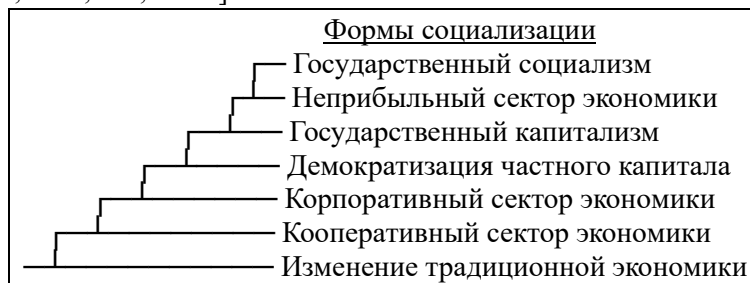 Формы социализации
Государственный социализм
Неприбыльный сектор экономики
Государственный капитализм
Демократизация частного капитала
Корпоративный сектор экономики
Кооперативный сектор экономики
Изменение традиционной экономики